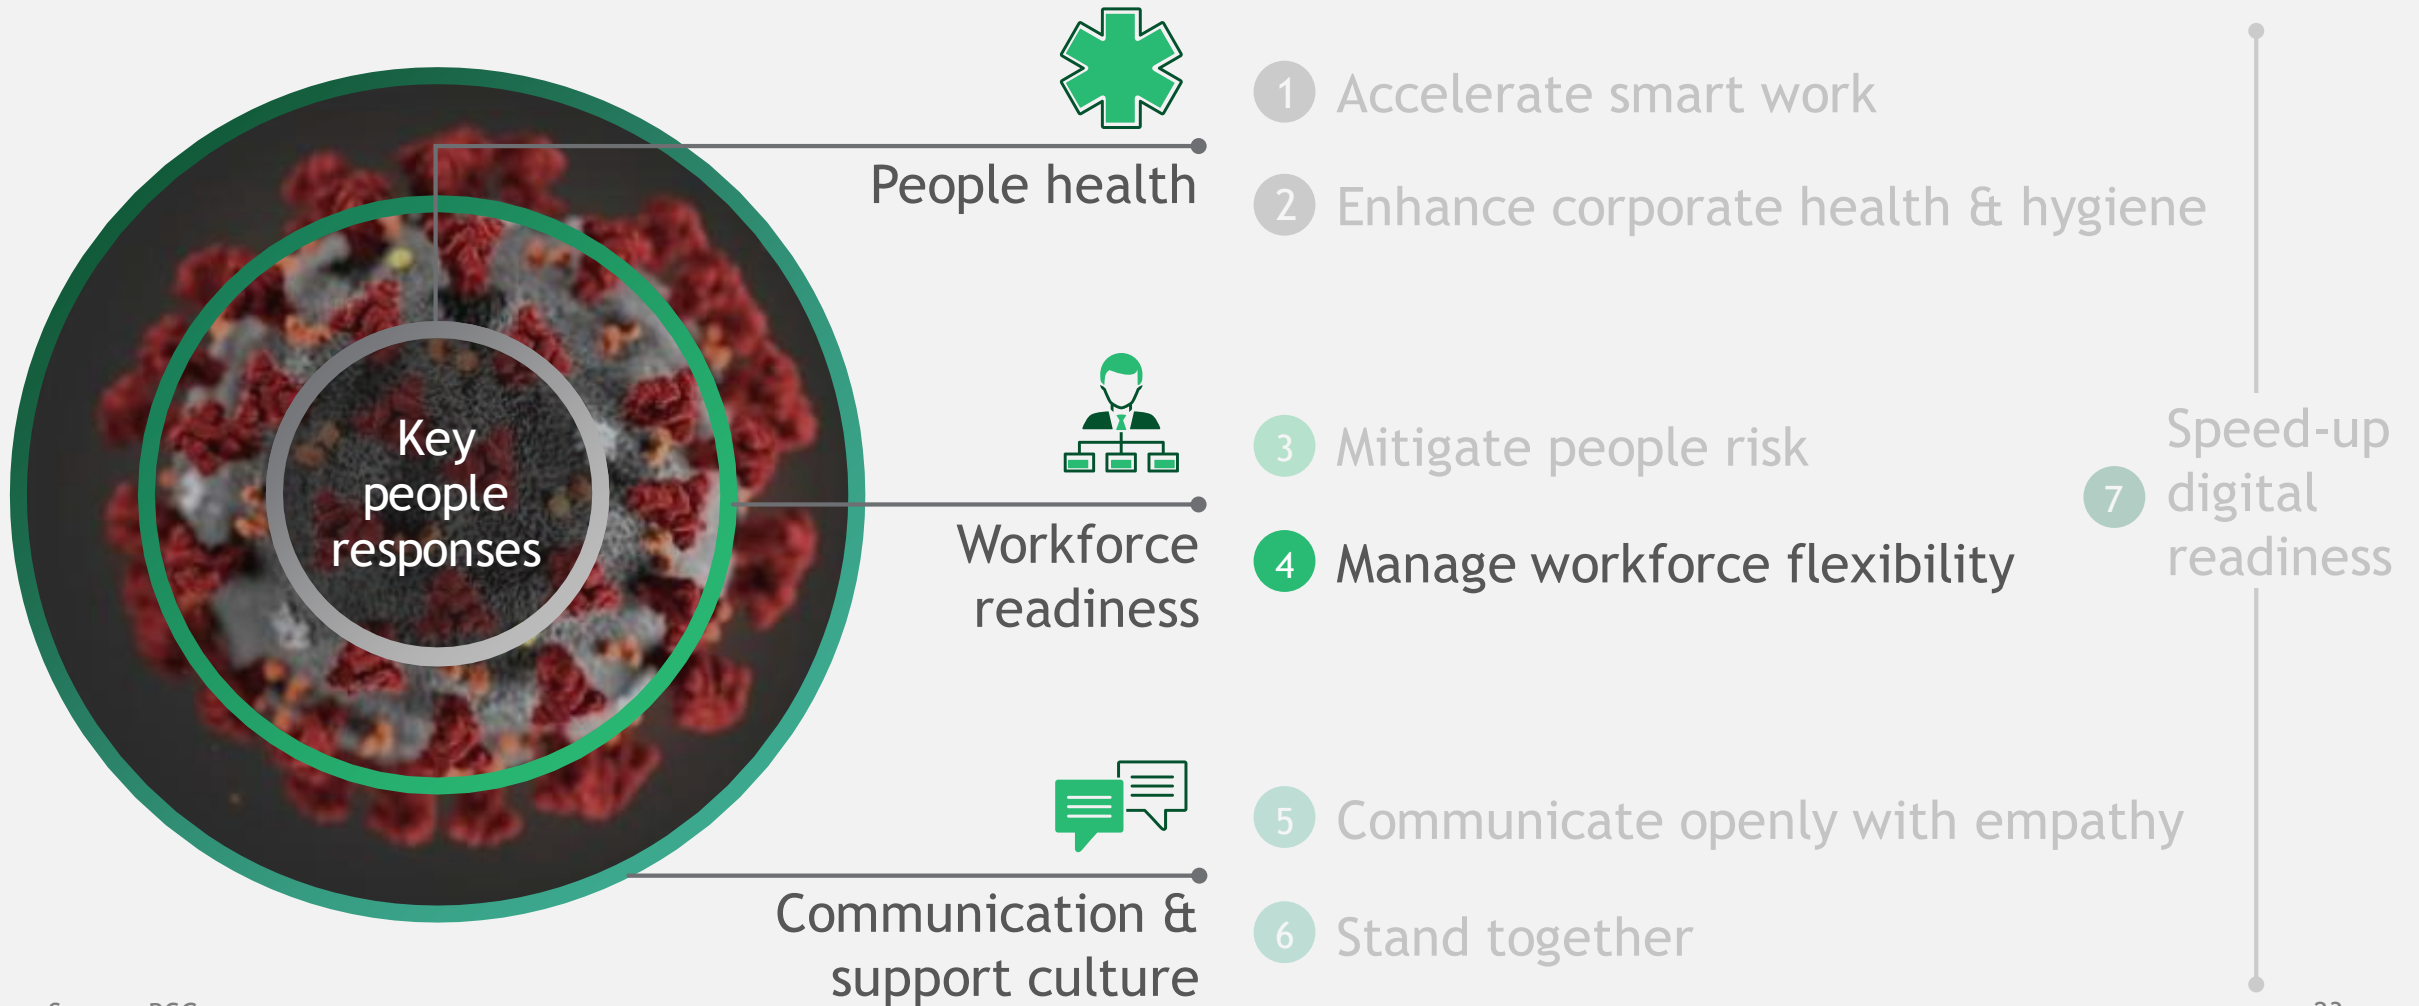 Key
people
responses
People health
1 Accelerate smart work
2 Enhance corporate health & hygiene
Workforce
readiness
3 Mitigate people risk
4 Manage workforce flexibility
Communication &
support culture
5 Communicate openly with empathy
6 Stand together
7 Speed-up
digital
readiness